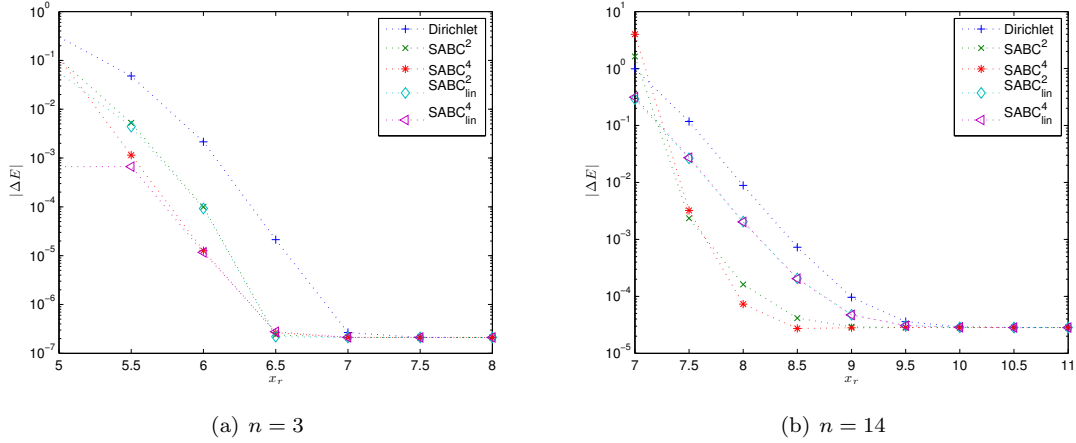 10^0
10^-1
10^-2
10^-3
10^-4
10^-5
10^-6
10^-7
|ΔE|
5 5.5 6 6.5 7 7.5 8
x_r
Dirichlet
SABC^2
SABC^4
SABC^2_lin
SABC^4_lin
(a) n = 3
10^1
10^0
10^-1
10^-2
10^-3
10^-4
10^-5
|ΔE|
7 7.5 8 8.5 9 9.5 10 10.5 11
x_r
Dirichlet
SABC^2
SABC^4
SABC^2_lin
SABC^4_lin
(b) n = 14